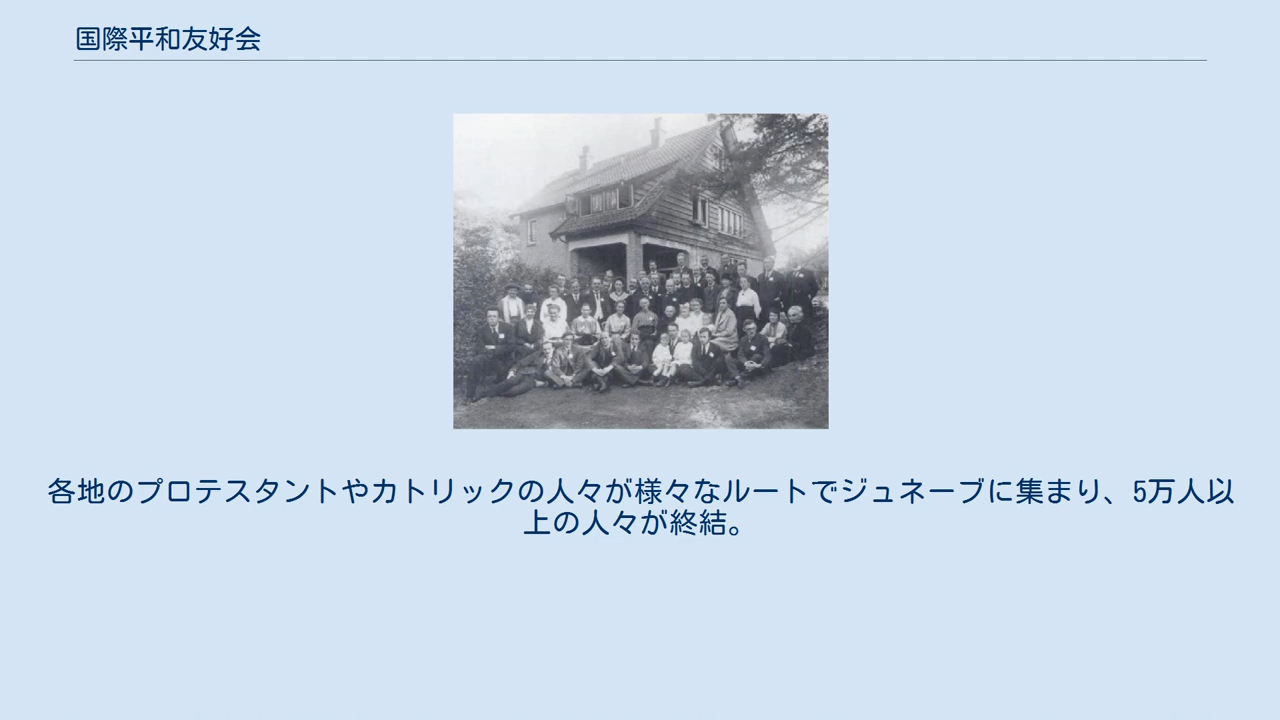 国際平和友好会
各地のプロテスタントやカトリックの人々が様々なルートでジュネーブに集まり、5万人以
上の人々が終結。